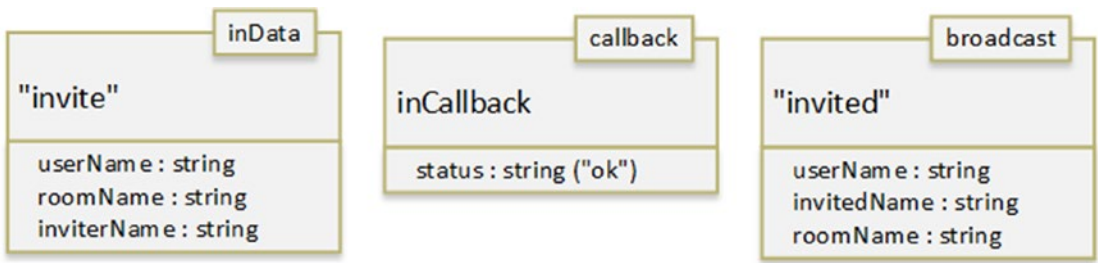 inData
"invite"
userName : string
roomName : string
inviterName : string
callback
inCallback
status : string ("ok")
broadcast
"invited"
userName : string
invitedName : string
roomName : string